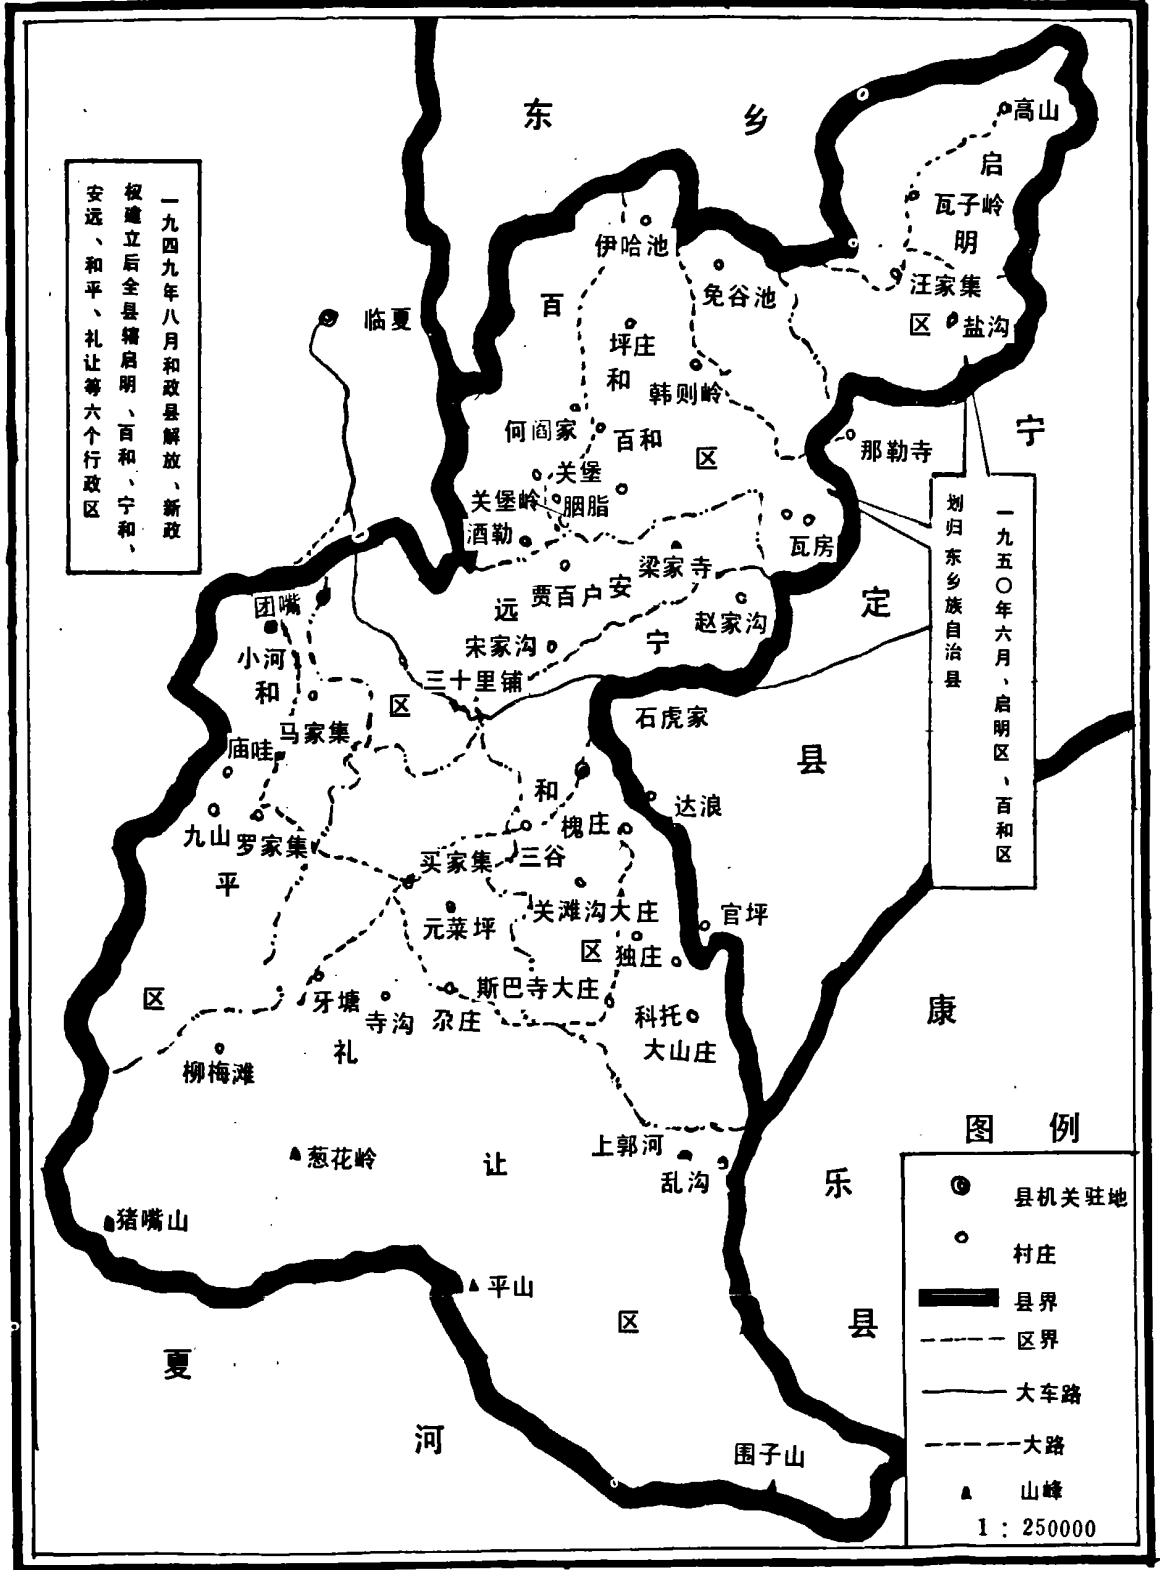 东乡
高山
启明区
瓦子岭
汪家集
盐沟
伊哈池
免谷池
百和区
坪庄
韩则岭
何阎家
百和
那勒寺
关堡
关堡岭
胭脂
洒勒
瓦房
梁家寺
贾百户
安远区
赵家沟
宋家沟
宁和区
三十里铺
石虎家
临夏
团嘴
小河
和平区
马家集
庙哇
九山
罗家集
达浪
槐庄
三谷
买家集
元菜坪
关滩沟大庄
官坪
独庄
斯巴寺大庄
科托
大山庄
牙塘
寺沟
尕庄
柳梅滩
礼让区
葱花岭
上郭河
乱沟
猪嘴山
平山
围子山
夏河
宁定县
康乐县
一九四九年八月和政县解放、新政
权建立后全县辖启明、百和、宁和、
安远、和平、礼让等六个行政区
一九五〇年六月、启明区、百和区
划归东乡族自治县
图例
县机关驻地
村庄
县界
区界
大车路
大路
山峰
1：250000